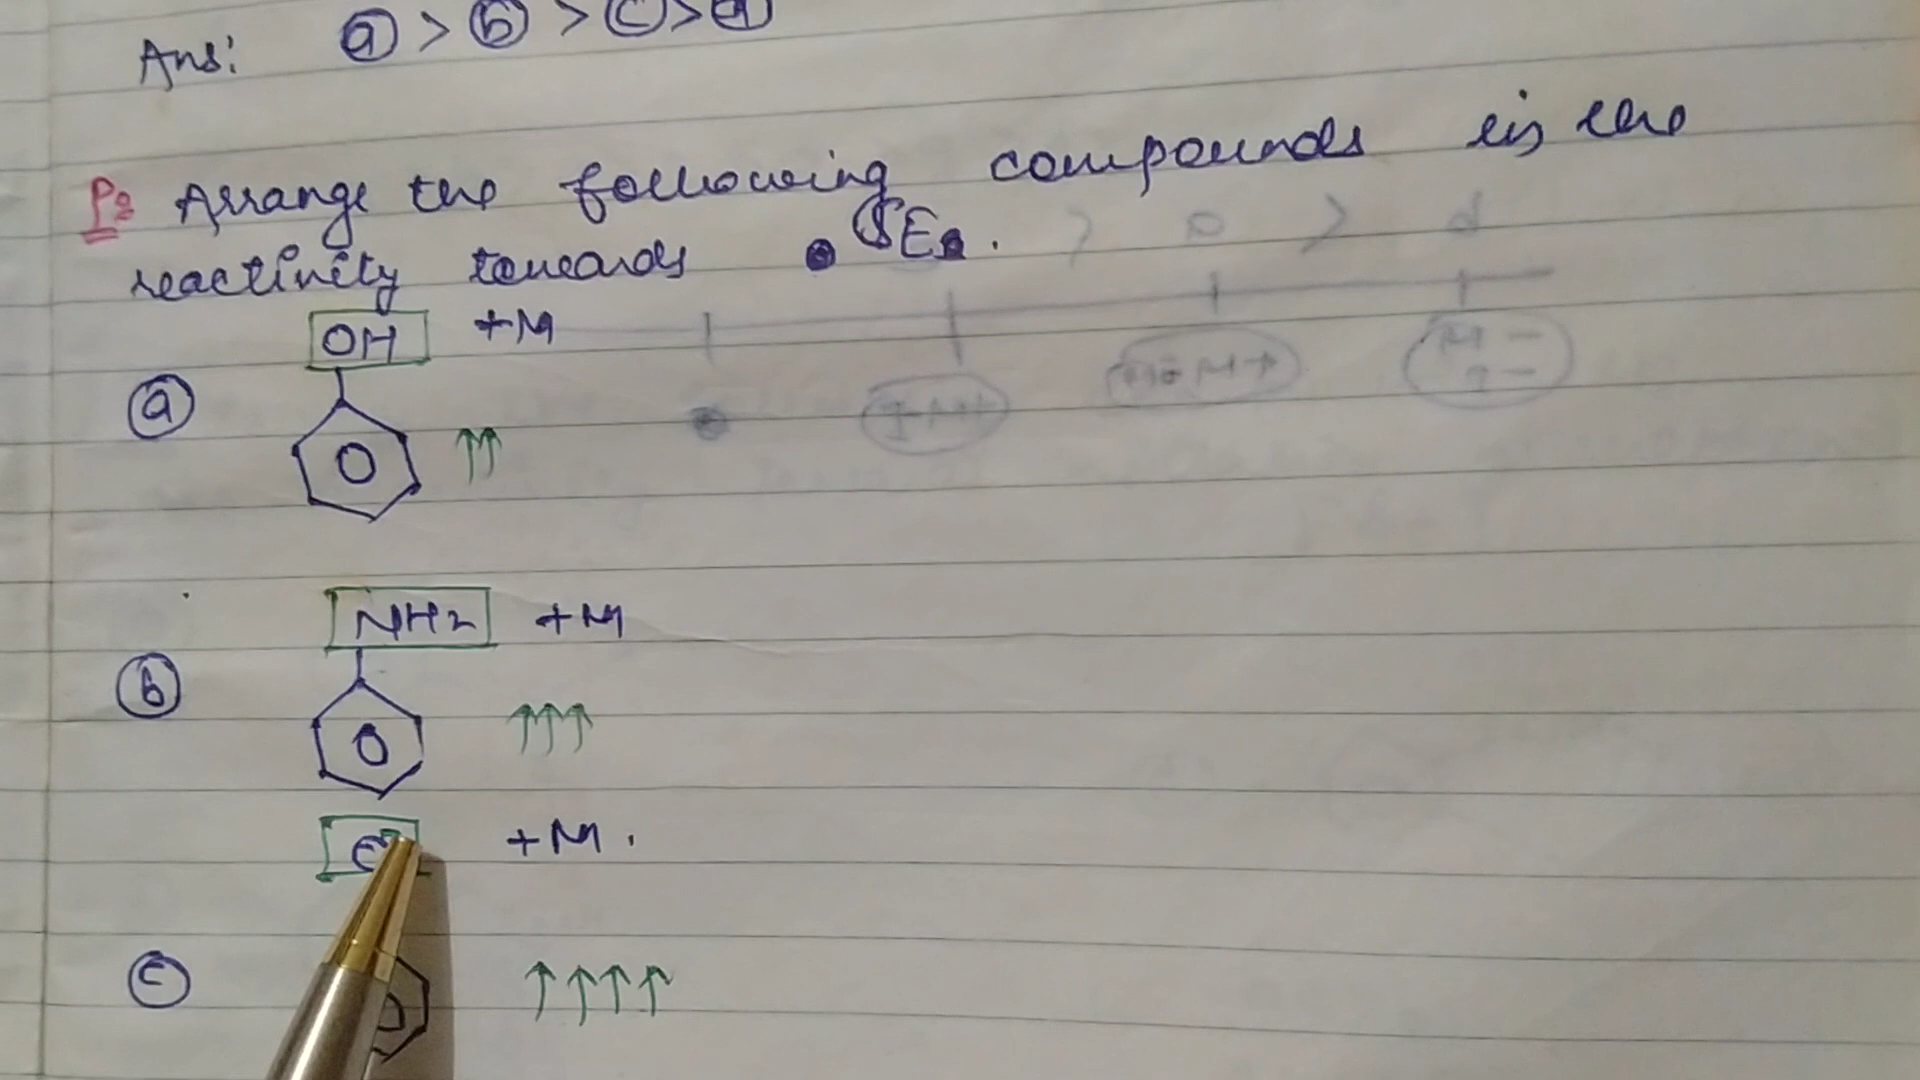 Ans: ⓐ > ⓑ > ⓒ > ⓓ
P: Arrange the following compounds in the
reactivity towards SE.
OH +M
ⓐ ↑↑
NH2 +M
ⓑ ↑↑↑
+M.
ⓒ ↑↑↑↑